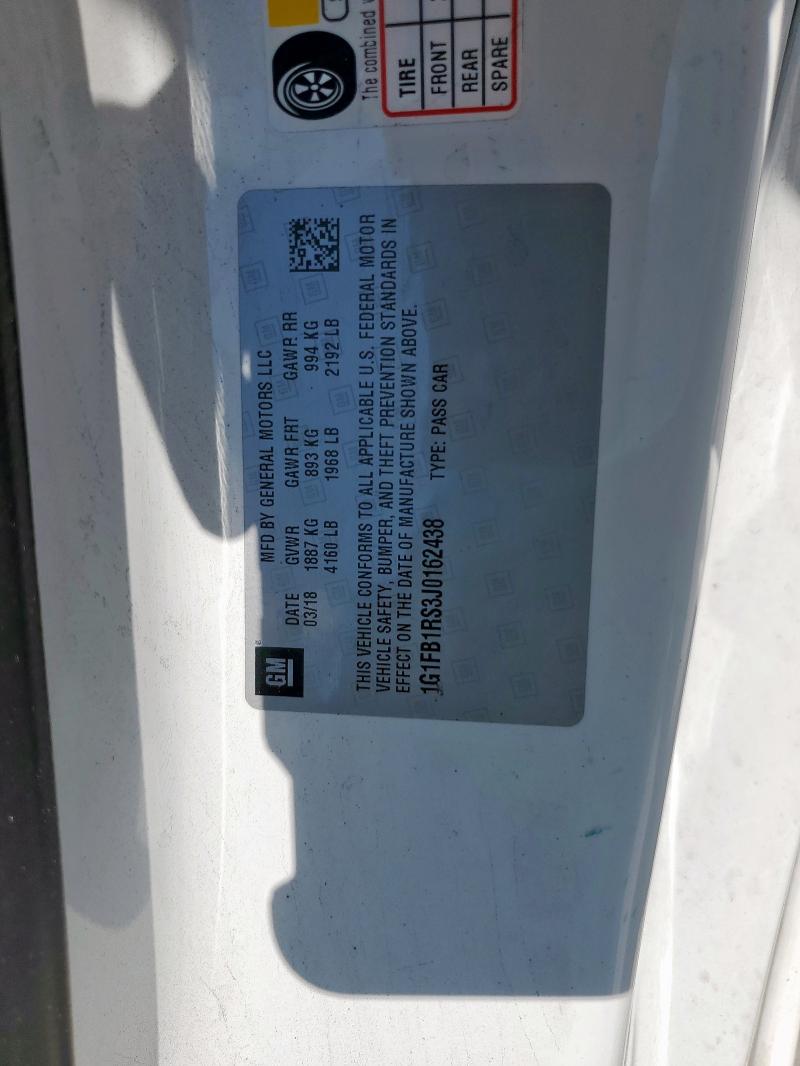 The combined
TIRE
FRONT
REAR
SPARE
GM
MFD BY GENERAL MOTORS LLC
DATE GVWR GAWR FRT GAWR RR
03/18 1887 KG 893 KG 994 KG
4160 LB 1968 LB 2192 LB
THIS VEHICLE CONFORMS TO ALL APPLICABLE U.S. FEDERAL MOTOR
VEHICLE SAFETY, BUMPER, AND THEFT PREVENTION STANDARDS IN
EFFECT ON THE DATE OF MANUFACTURE SHOWN ABOVE.
1G1FB1RS3J0162438 TYPE: PASS CAR